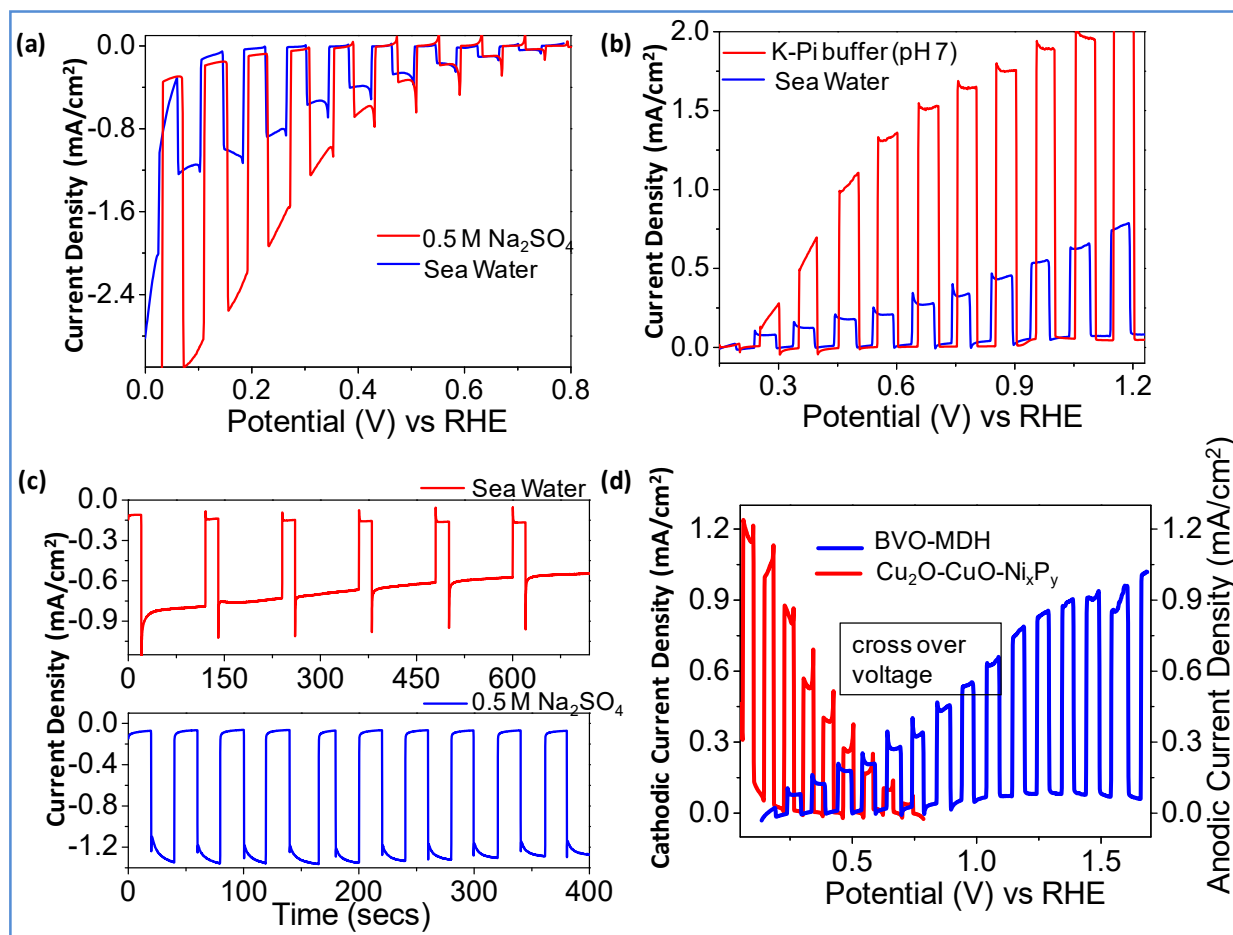 (a)
0.0
-0.8
-1.6
-2.4
Current Density (mA/cm²)
0.5 M Na₂SO₄
Sea Water
0.0 0.2 0.4 0.6 0.8
Potential (V) vs RHE
(b)
2.0
1.5
1.0
0.5
0.0
Current Density (mA/cm²)
K-Pi buffer (pH 7)
Sea Water
0.3 0.6 0.9 1.2
Potential (V) vs RHE
(c)
Sea Water
0.0
-0.3
-0.6
-0.9
0 150 300 450 600
0.5 M Na₂SO₄
0.0
-0.4
-0.8
-1.2
Current Density (mA/cm²)
0 100 200 300 400
Time (secs)
(d)
1.2
0.9
0.6
0.3
0.0
Cathodic Current Density (mA/cm²)
BVO-MDH
Cu₂O-CuO-NiₓPᵧ
cross over
voltage
1.2
0.9
0.6
0.3
0.0
Anodic Current Density (mA/cm²)
0.5 1.0 1.5
Potential (V) vs RHE